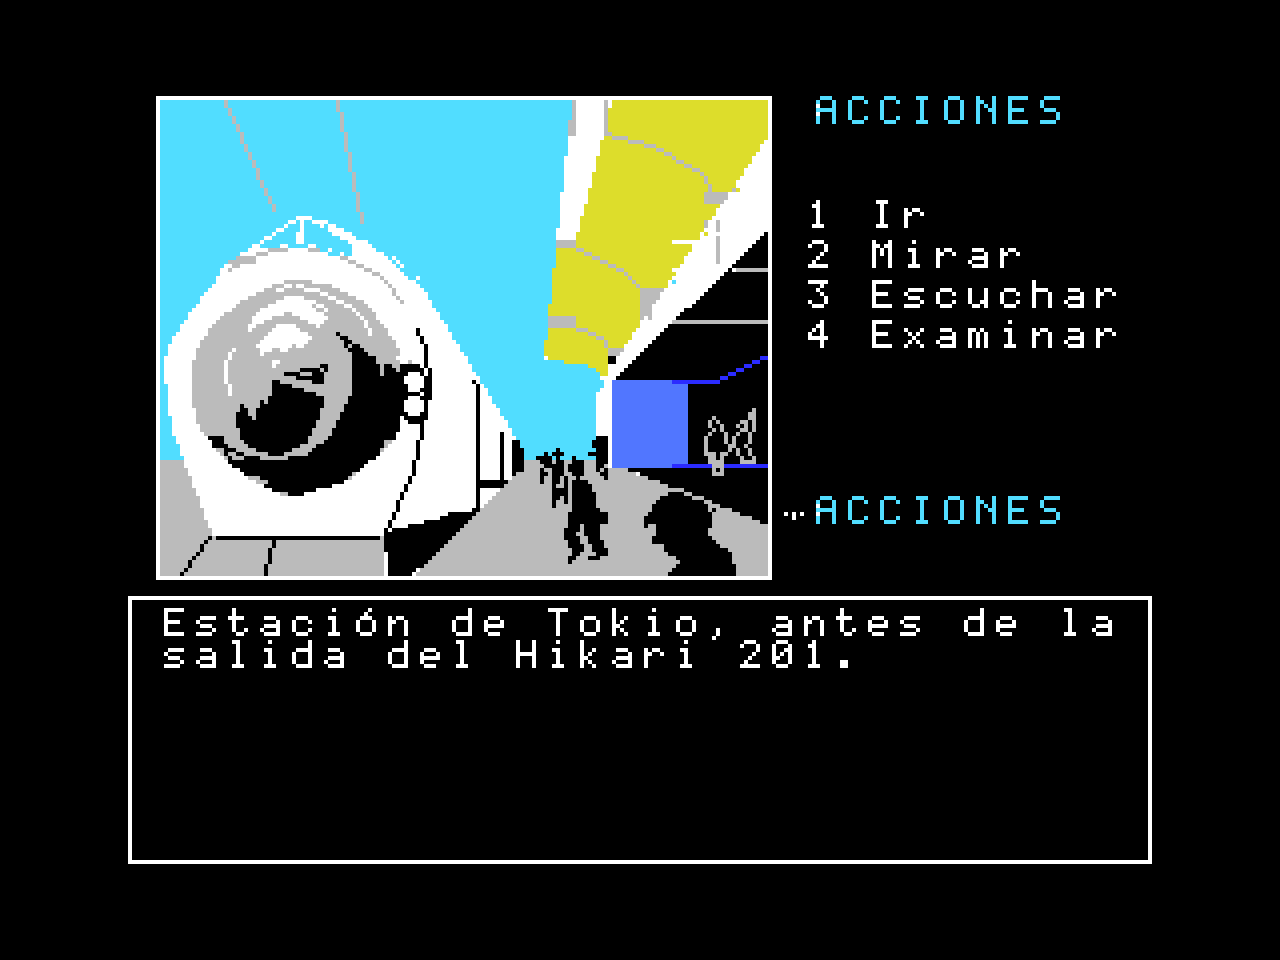 ACCIONES
1 Ir
2 Mirar
3 Escuchar
4 Examinar
ACCIONES
Estación de Tokio, antes de la
salida del Hikari 201.